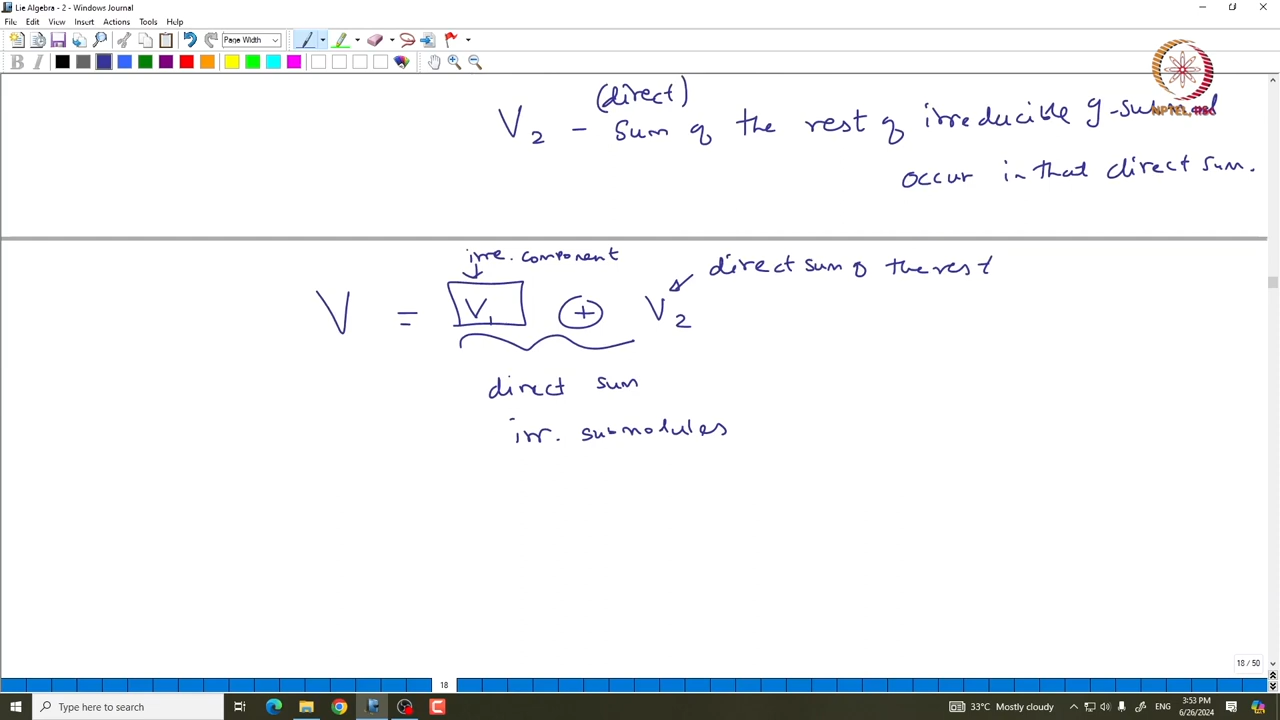 Lie Algebra - 2 - Windows Journal
File Edit View Insert Actions Tools Help
Page Width
B I
NPTEL
(direct)
V2 - Sum of the rest of irreducible g-submod
occur in that direct sum.
irre. component
direct sum of the rest
V = V1 ⊕ V2
direct sum
irr. submodules
18 / 50
18
Type here to search
33°C Mostly cloudy
ENG
3:53 PM
6/26/2024